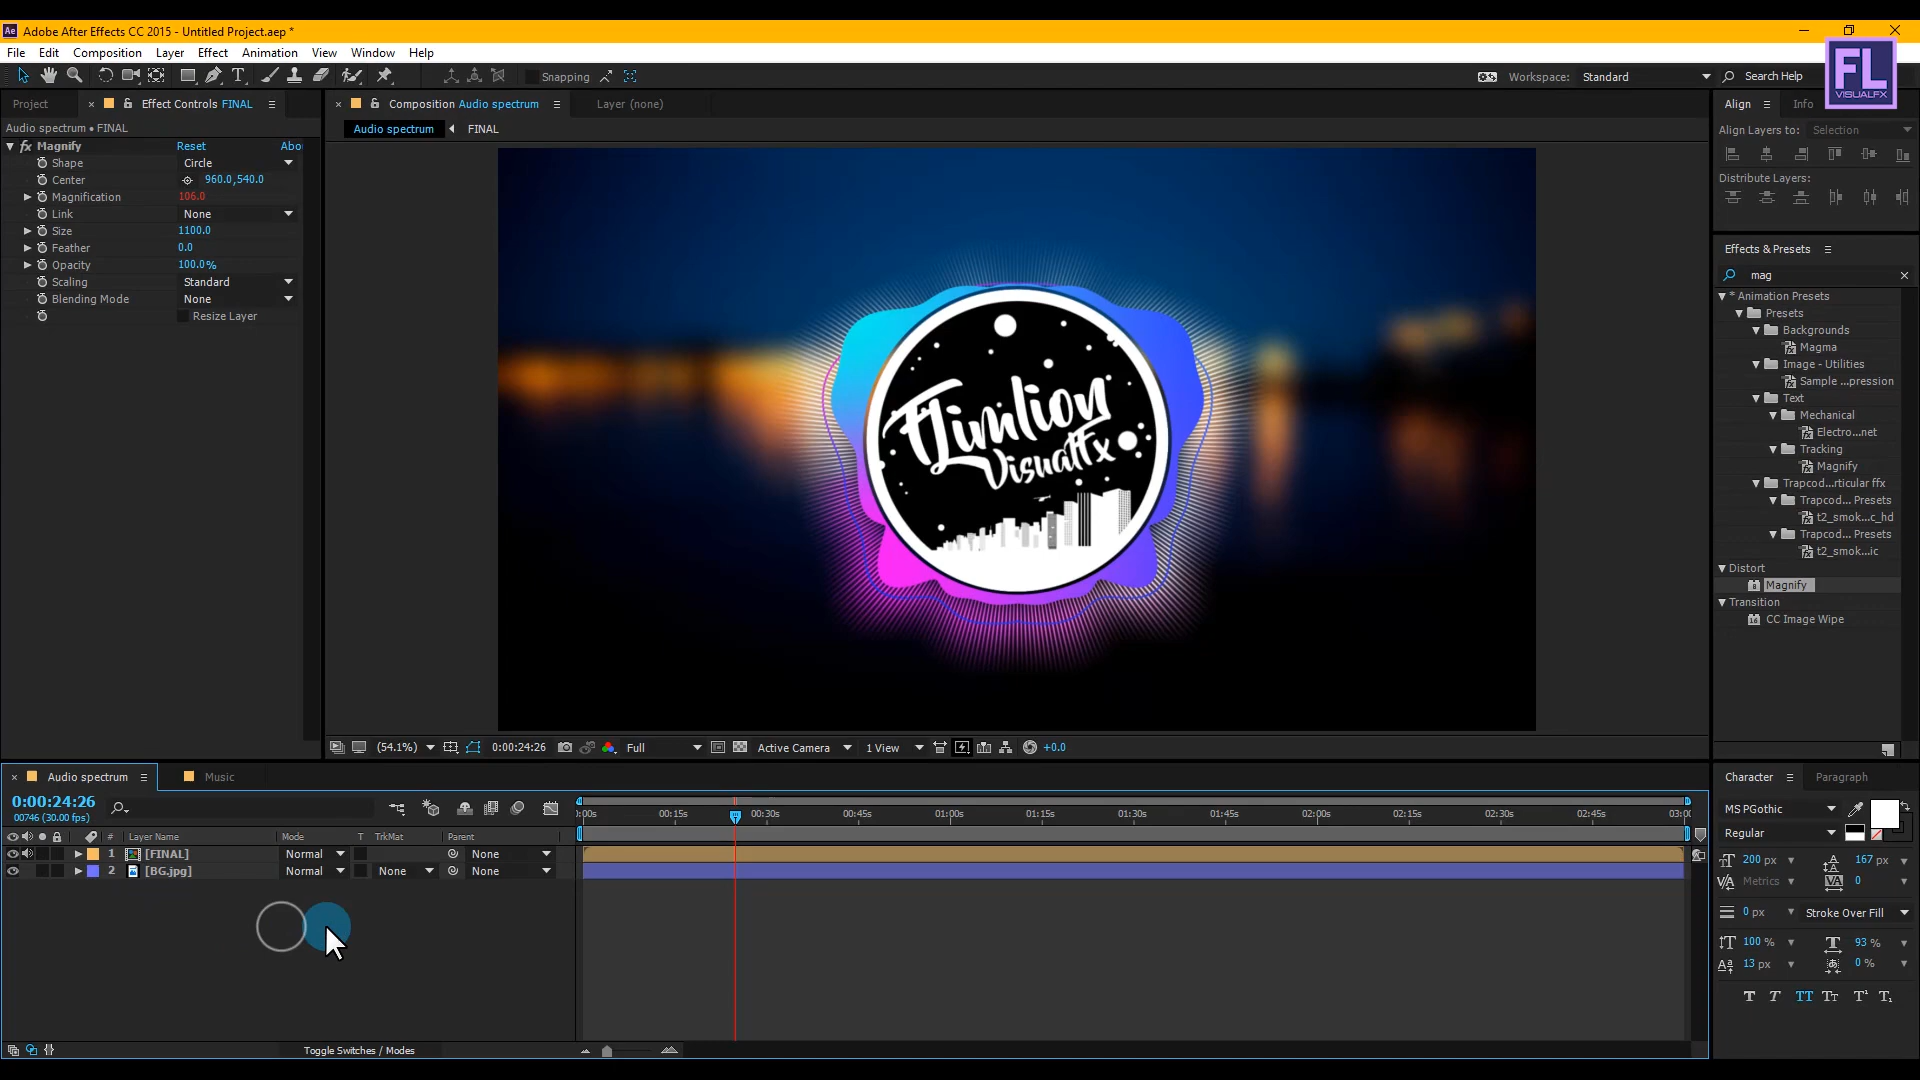 Ae Adobe After Effects CC 2015 - Untitled Project.aep *
File Edit Composition Layer Effect Animation View Window Help
T Snapping Workspace: Standard Search Help
FL
VISUALFX
Project × Effect Controls FINAL
× Composition Audio spectrum Layer (none)
Align Info
Audio spectrum • FINAL
Audio spectrum FINAL
Align Layers to: Selection
fx Magnify Reset Abo
Shape Circle
Center 960.0,540.0
Distribute Layers:
Magnification 106.0
Link None
Size 1100.0
Feather 0.0
Opacity 100.0%
Scaling Standard
Blending Mode None
Resize Layer
Effects & Presets
mag ×
* Animation Presets
Presets
Backgrounds
Magma
Image - Utilities
Sample ...pression
Text
Mechanical
Electro...net
Tracking
Magnify
Trapcod...rticular ffx
Trapcod... Presets
t2_smok...c_hd
Trapcod... Presets
t2_smok...ic
Distort
Magnify
Transition
CC Image Wipe
Flimlion
VisualFx
(54.1%) 0:00:24:26 Full Active Camera 1 View +0.0
× Audio spectrum Music
0:00:24:26
00746 (30.00 fps)
:00s 00:15s 00:30s 00:45s 01:00s 01:15s 01:30s 01:45s 02:00s 02:15s 02:30s 02:45s 03:00
# Layer Name Mode T TrkMat Parent
1 [FINAL] Normal None
2 [BG.jpg] Normal None None
Toggle Switches / Modes
Character Paragraph
MS PGothic
Regular
200 px 167 px
Metrics 0
0 px Stroke Over Fill
100 % 93 %
13 px 0 %
T T TT Tt T¹ T₁